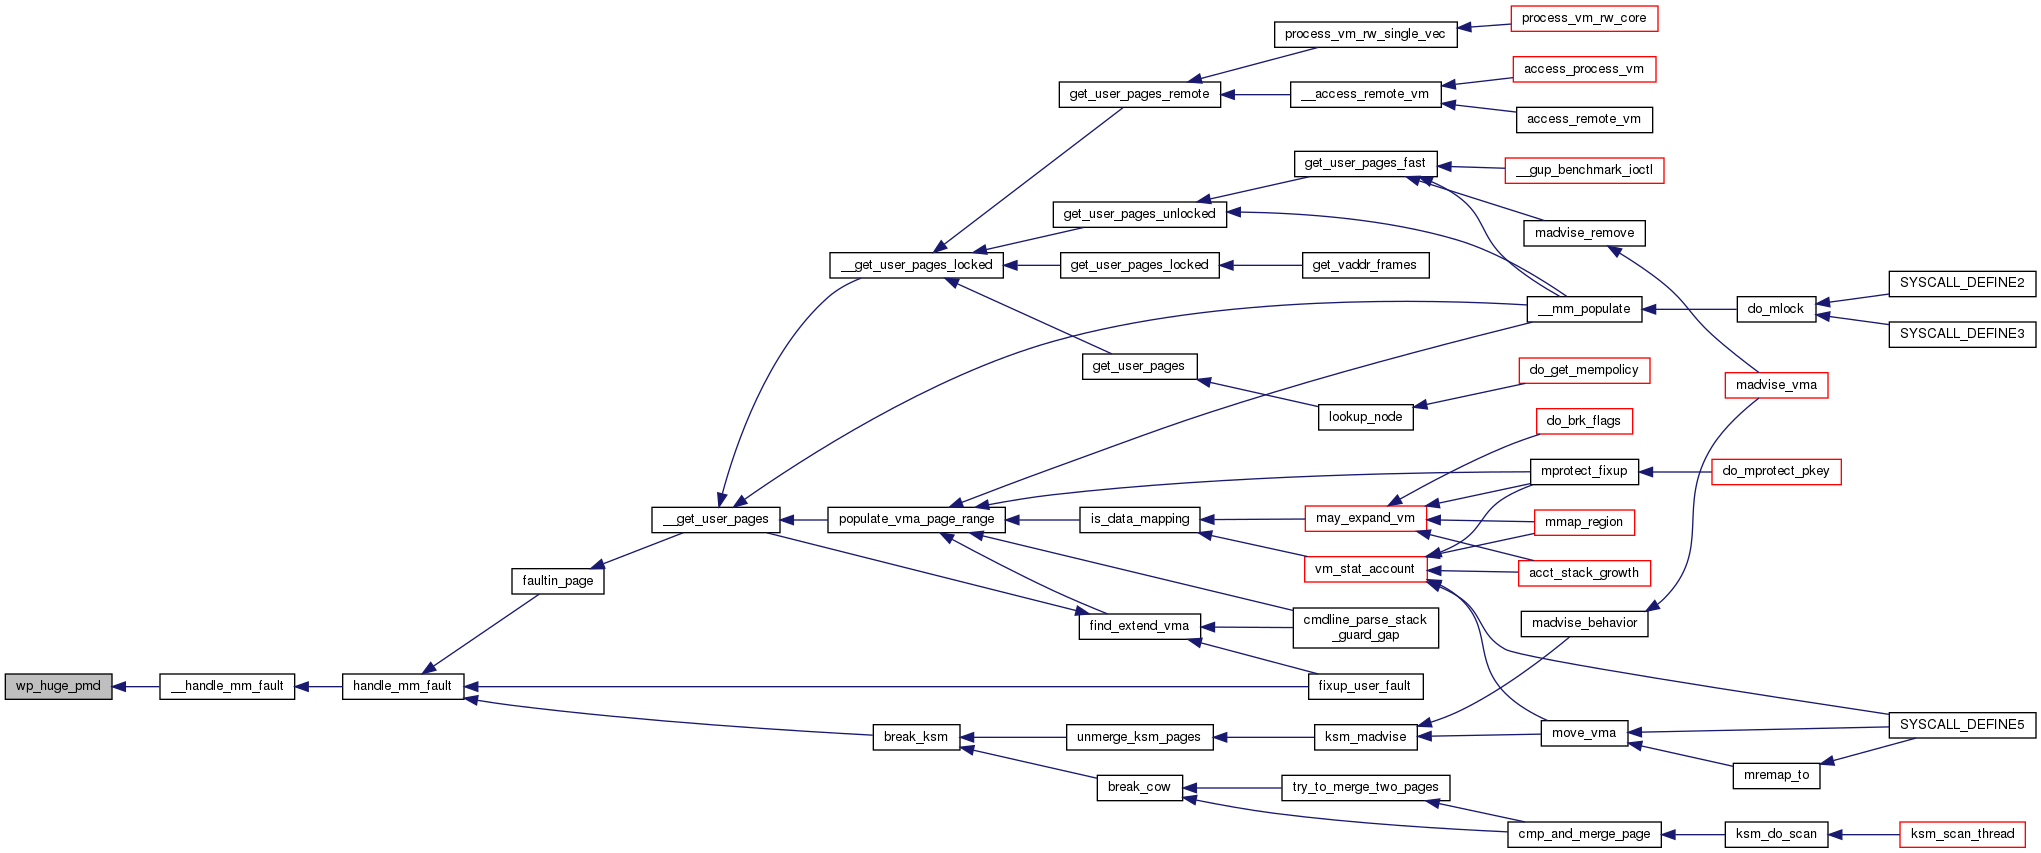 process_vm_rw_core
process_vm_rw_single_vec
access_process_vm
get_user_pages_remote
__access_remote_vm
access_remote_vm
get_user_pages_fast
__gup_benchmark_ioctl
get_user_pages_unlocked
madvise_remove
__get_user_pages_locked
get_user_pages_locked
get_vaddr_frames
SYSCALL_DEFINE2
__mm_populate
do_mlock
SYSCALL_DEFINE3
get_user_pages
do_get_mempolicy
madvise_vma
lookup_node
do_brk_flags
mprotect_fixup
do_mprotect_pkey
__get_user_pages
populate_vma_page_range
is_data_mapping
may_expand_vm
mmap_region
faultin_page
vm_stat_account
acct_stack_growth
find_extend_vma
cmdline_parse_stack
_guard_gap
madvise_behavior
wp_huge_pmd
__handle_mm_fault
handle_mm_fault
fixup_user_fault
break_ksm
unmerge_ksm_pages
ksm_madvise
move_vma
SYSCALL_DEFINE5
mremap_to
break_cow
try_to_merge_two_pages
cmp_and_merge_page
ksm_do_scan
ksm_scan_thread